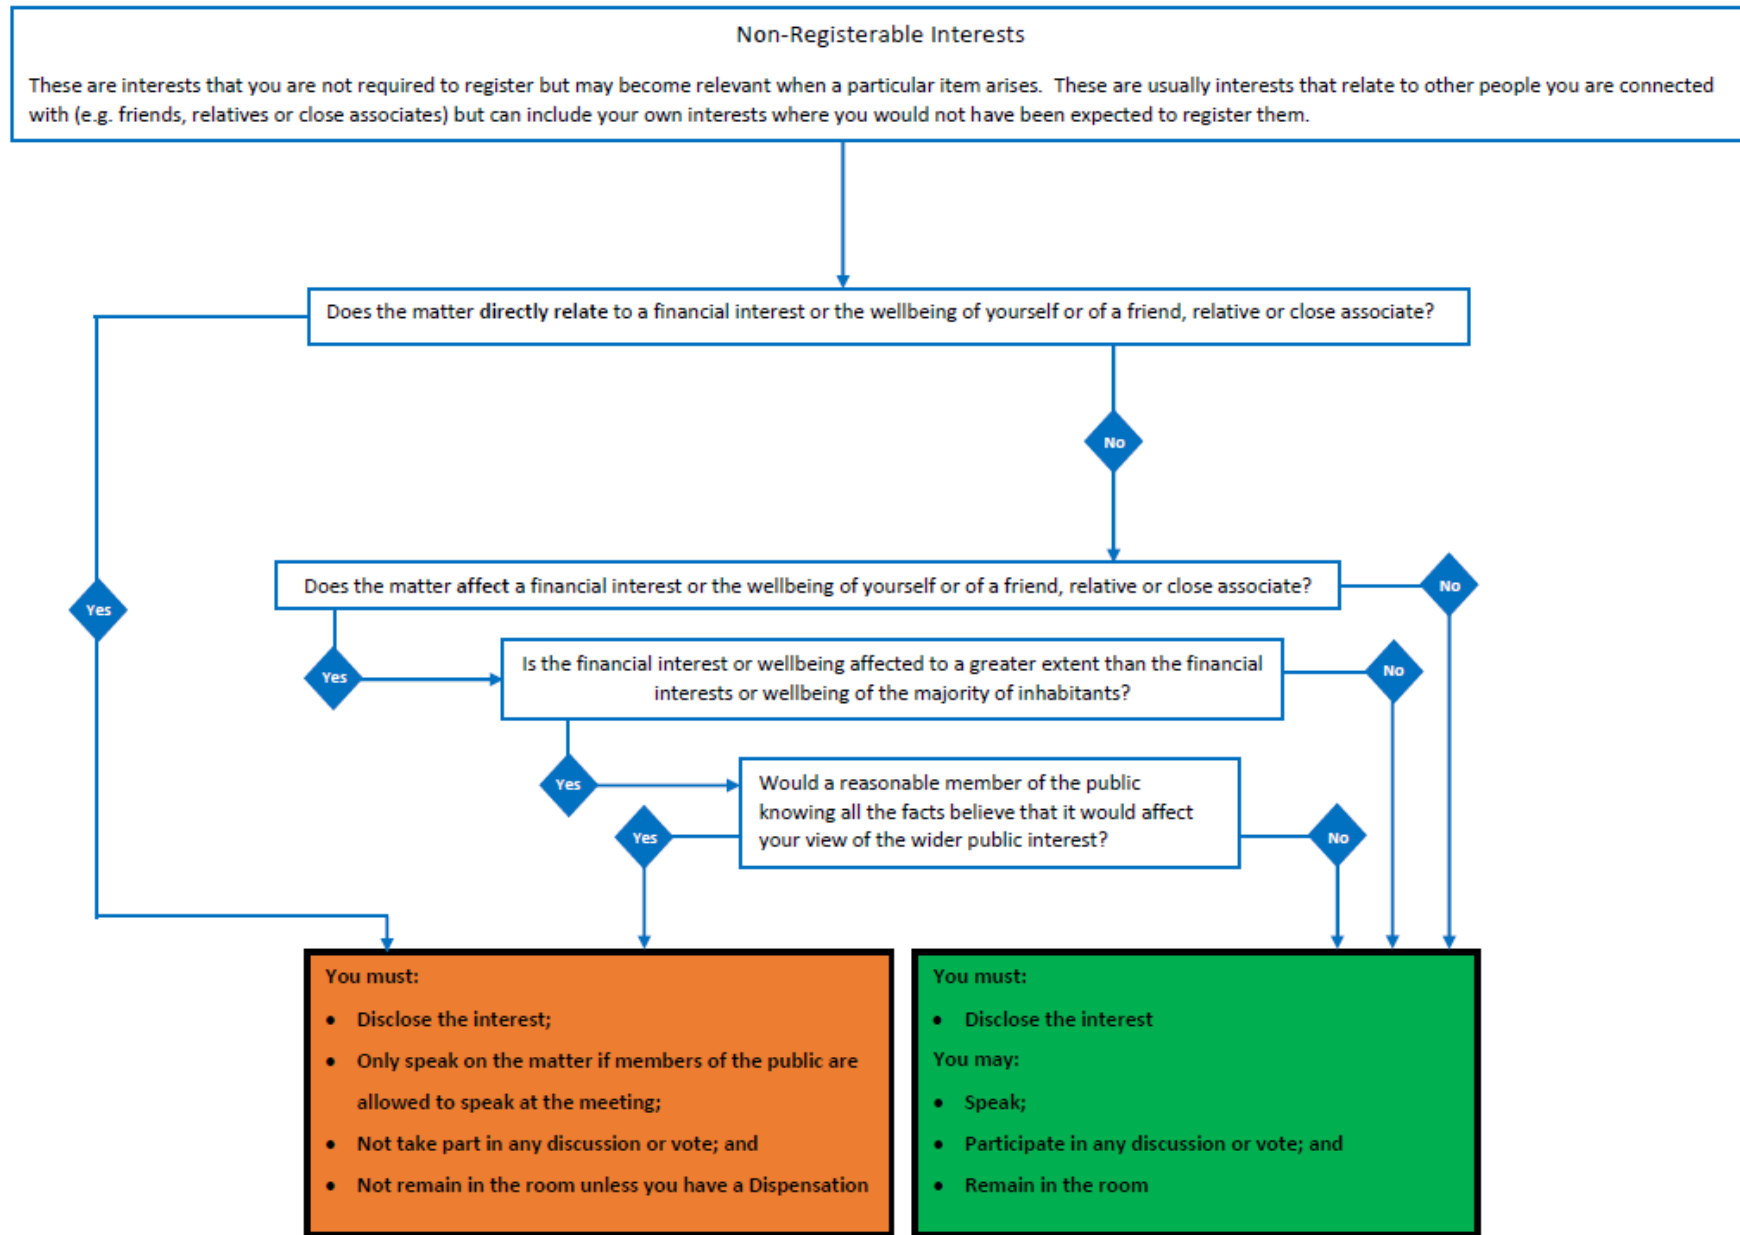 Non-Registerable Interests
These are interests that you are not required to register but may become relevant when a particular item arises.  These are usually interests that relate to other people you are connected
with (e.g. friends, relatives or close associates) but can include your own interests where you would not have been expected to register them.
Does the matter directly relate to a financial interest or the wellbeing of yourself or of a friend, relative or close associate?
No
Yes
Does the matter affect a financial interest or the wellbeing of yourself or of a friend, relative or close associate?
No
Yes
Is the financial interest or wellbeing affected to a greater extent than the financial
interests or wellbeing of the majority of inhabitants?
No
Yes
Would a reasonable member of the public
knowing all the facts believe that it would affect
your view of the wider public interest?
Yes
No
You must:
• Disclose the interest;
• Only speak on the matter if members of the public are
allowed to speak at the meeting;
• Not take part in any discussion or vote; and
• Not remain in the room unless you have a Dispensation
You must:
• Disclose the interest
You may:
• Speak;
• Participate in any discussion or vote; and
• Remain in the room